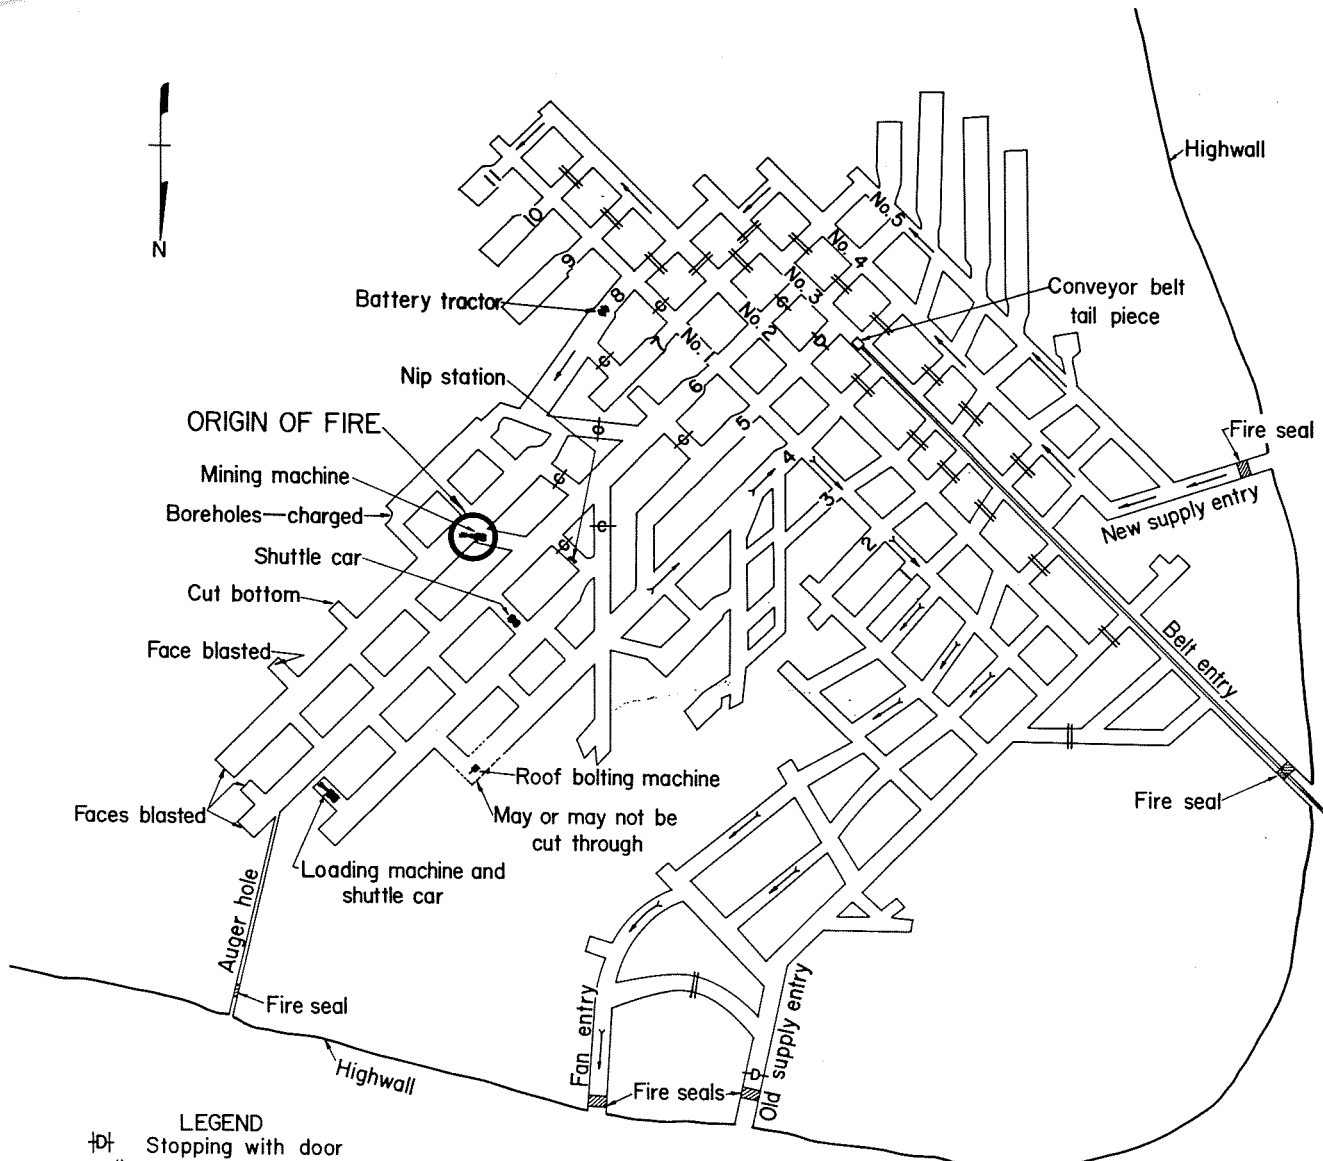 Highwall
N
11
10
9
8
7
No. 5
No. 4
No. 3
No. 2
No. 1
6
5
4
3
2
Battery tractor
Conveyor belt
tail piece
Nip station
ORIGIN OF FIRE
Mining machine
Boreholes—charged
Shuttle car
Cut bottom
Face blasted
Fire seal
New supply entry
Belt entry
Fire seal
Roof bolting machine
May or may not be
cut through
Faces blasted
Loading machine and
shuttle car
Auger hole
Fire seal
Highwall
Fan entry
Fire seals
Old supply entry
D
D
C
C
C
C
C
C
C
C
LEGEND
D Stopping with door